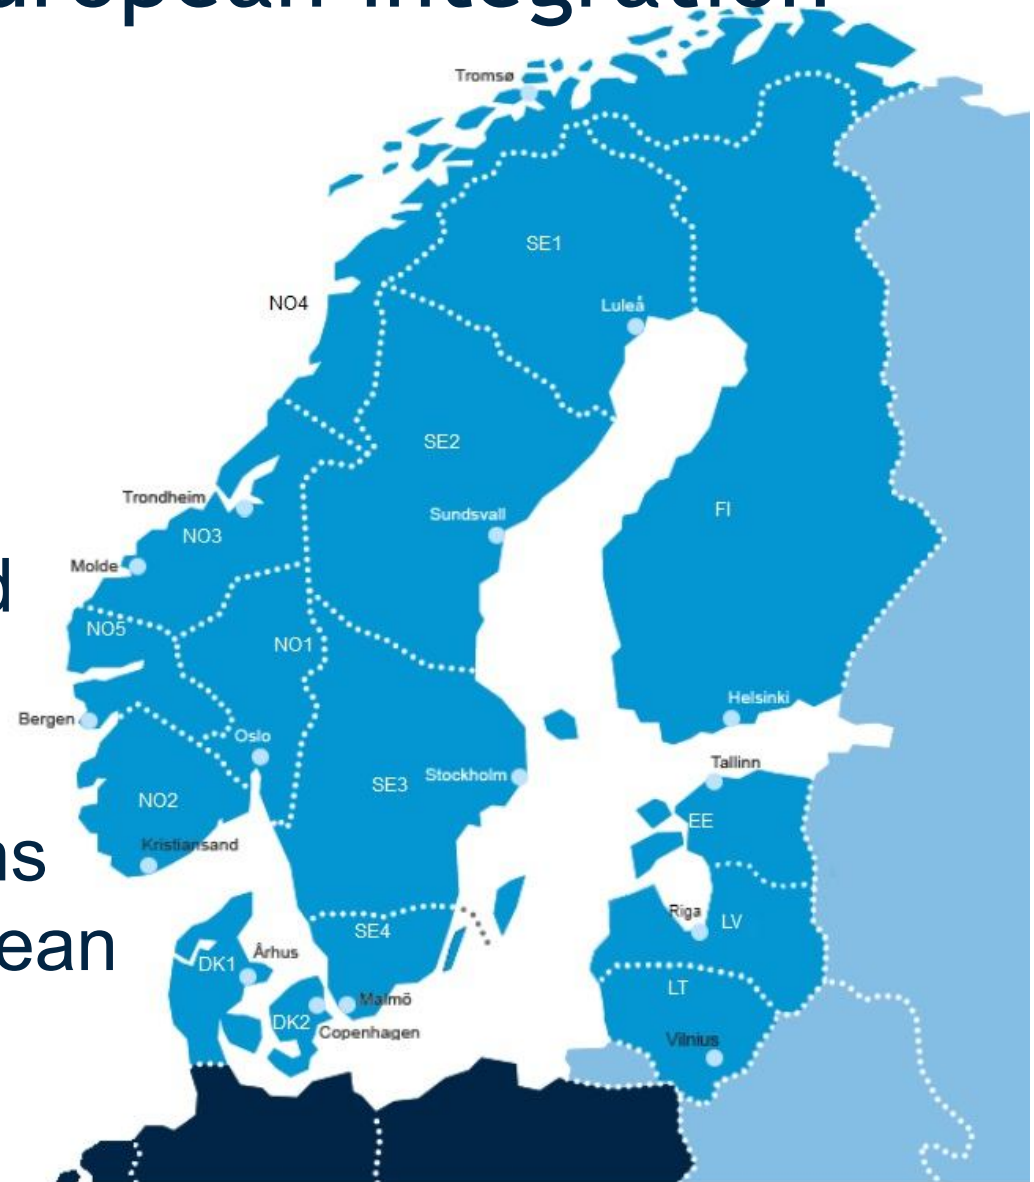 European Integration
Tromsø
SE1
NO4
Luleå
SE2
Trondheim
Sundsvall
FI
NO3
Molde
d
NO5
NO1
Helsinki
Bergen
Oslo
Tallinn
Stockholm
SE3
NO2
EE
Kristiansand
ns
Riga
LV
SE4
ean
Århus
DK1
LT
Malmö
DK2
Copenhagen
Vilnius